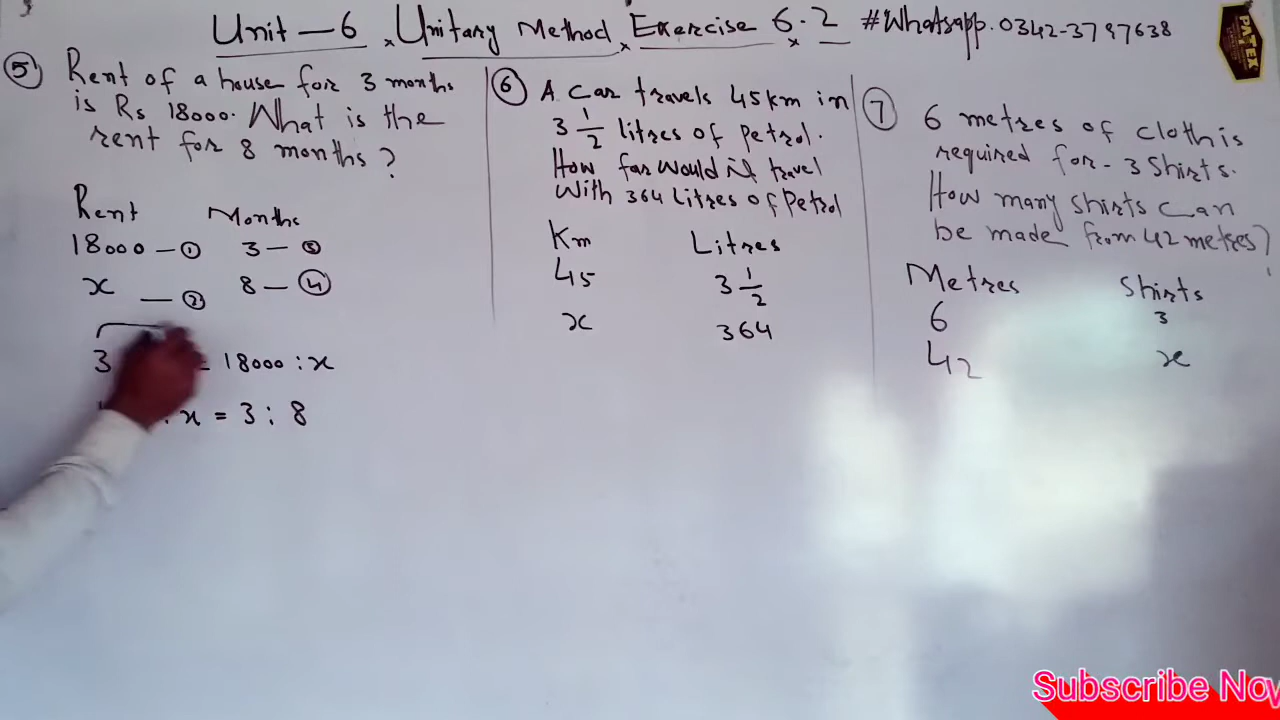 Unit – 6 × Unitary Method × Exercise 6.2 #Whatsapp. 0342-3797638
PATEX
⑤ Rent of a house for 3 months
is Rs 18000. What is the
rent for 8 months?
Rent Months
18000 — ① 3 — ③
x — ② 8 — ④
3 = 18000 : x
: x = 3 : 8
⑥ A car travels 45km in
3 1/2 litres of petrol.
How far would it travel
With 364 Litres of Petrol
Km Litres
45 3 1/2
x 364
⑦ 6 metres of cloth is
required for - 3 Shirts.
How many shirts can
be made from 42 metres?
Metres Shirts
6 3
42 x
Subscribe Now